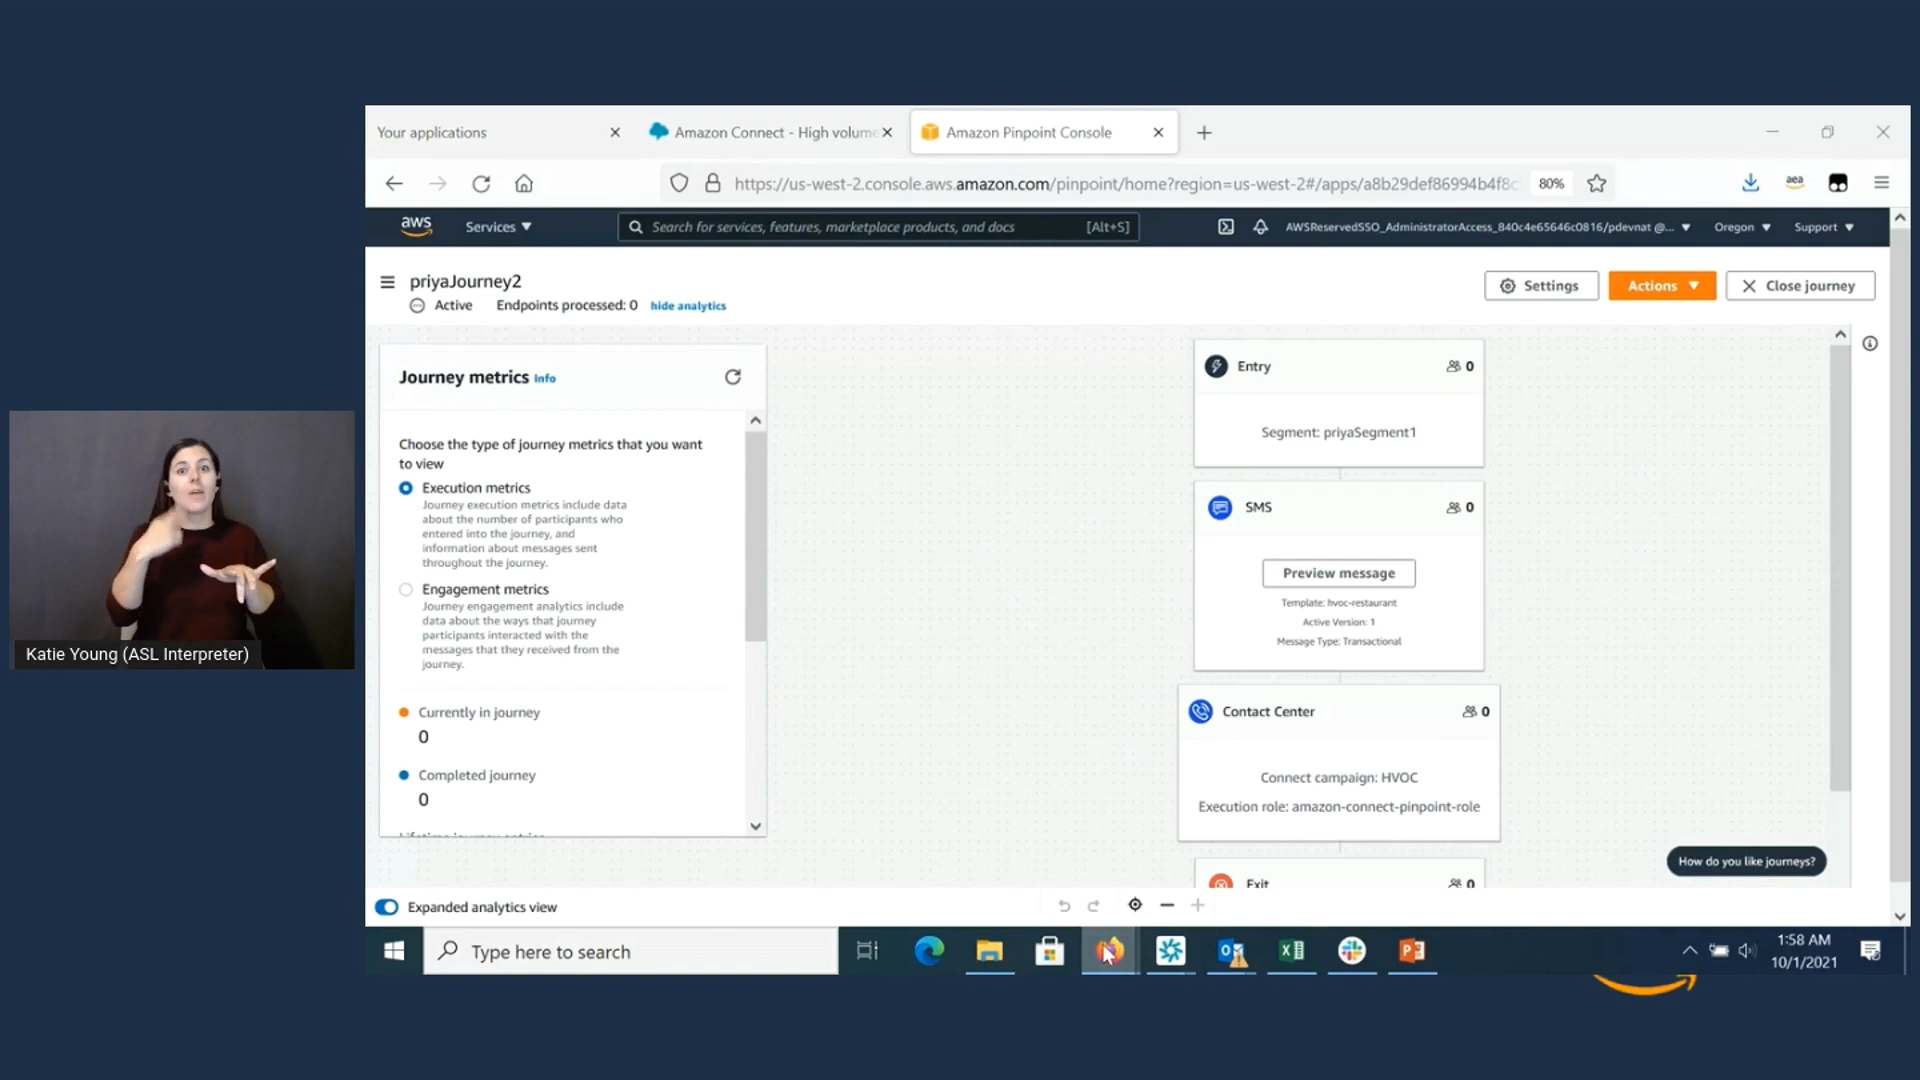 Your applications
Amazon Connect - High volume
Amazon Pinpoint Console
https://us-west-2.console.aws.amazon.com/pinpoint/home?region=us-west-2#/apps/a8b29def86994b4f8c
80%
aea
aws
Services
Search for services, features, marketplace products, and docs
[Alt+S]
AWSReservedSSO_AdministratorAccess_840c4e65646c0816/pdevnat @...
Oregon
Support
priyaJourney2
Active
Endpoints processed: 0
hide analytics
Settings
Actions
Close journey
Journey metrics Info
Choose the type of journey metrics that you want
to view
Execution metrics
Journey execution metrics include data
about the number of participants who
entered into the journey, and
information about messages sent
throughout the journey.
Engagement metrics
Journey engagement analytics include
data about the ways that journey
participants interacted with the
messages that they received from the
journey.
Currently in journey
0
Completed journey
0
Entry
0
Segment: priyaSegment1
SMS
0
Preview message
Template: hvoc-restaurant
Active Version: 1
Message Type: Transactional
Contact Center
0
Connect campaign: HVOC
Execution role: amazon-connect-pinpoint-role
Exit
0
How do you like journeys?
Expanded analytics view
Type here to search
1:58 AM
10/1/2021
Katie Young (ASL Interpreter)